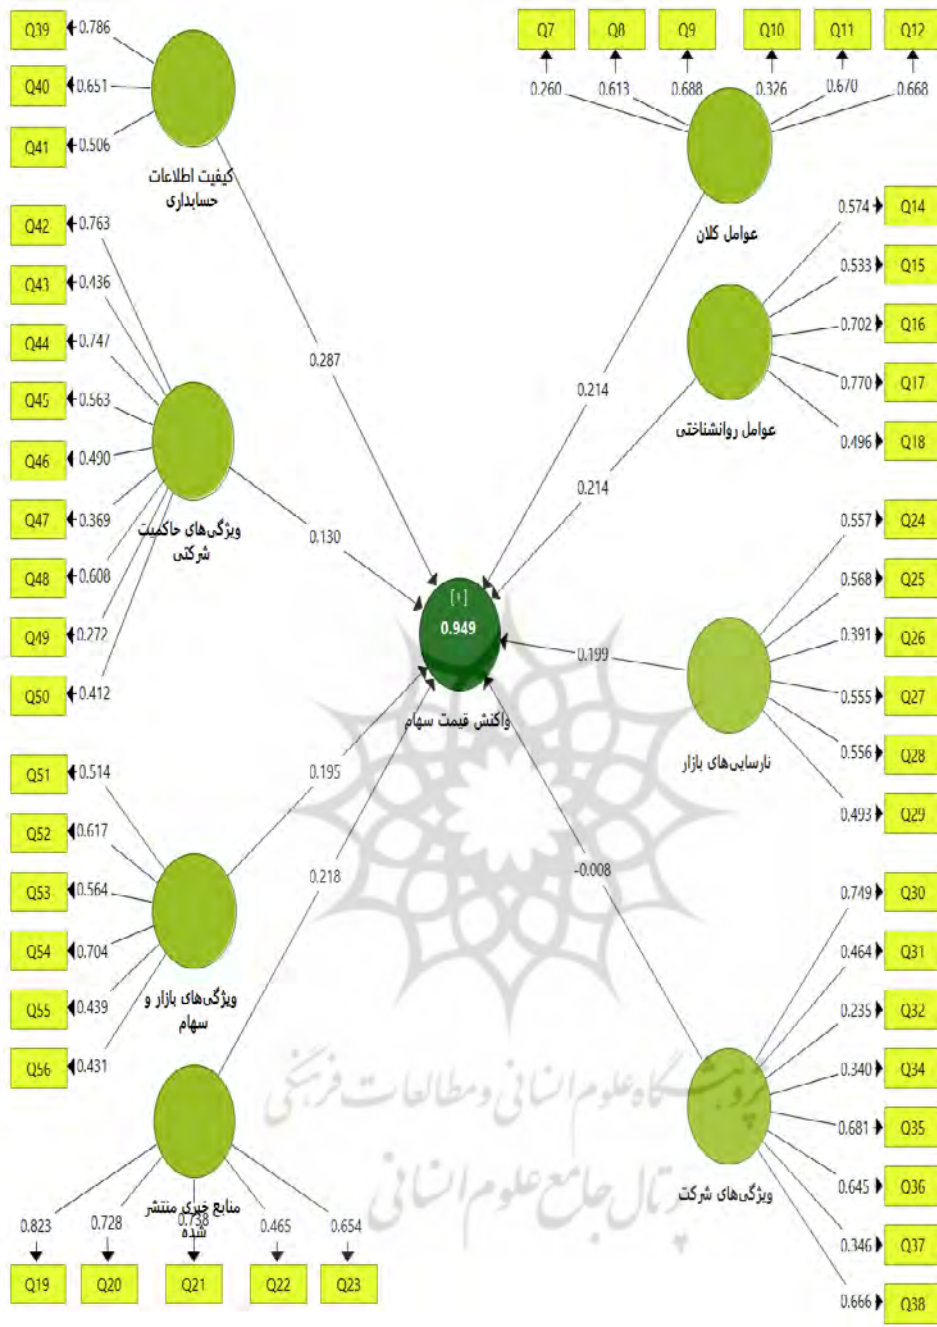 Q39
0.786
Q40
0.651
Q41
0.506
کیفیت اطلاعات
حسابداری
Q7
Q8
Q9
Q10
Q11
Q12
0.260
0.613
0.688
0.326
0.670
0.668
عوامل کلان
Q42
0.763
Q43
0.436
Q44
0.747
Q45
0.563
Q46
0.490
Q47
0.369
Q48
0.608
Q49
0.272
Q50
0.412
ویژگی‌های حاکمیت
شرکتی
0.574
Q14
0.533
Q15
0.702
Q16
0.770
Q17
0.496
Q18
عوامل روانشناختی
0.287
0.214
0.214
0.130
[+]
0.949
واکنش قیمت سهام
0.199
0.557
Q24
0.568
Q25
0.391
Q26
0.555
Q27
0.556
Q28
0.493
Q29
نارسایی‌های بازار
Q51
0.514
Q52
0.617
Q53
0.564
Q54
0.704
Q55
0.439
Q56
0.431
ویژگی‌های بازار و
سهام
0.195
0.218
-0.008
0.749
Q30
0.464
Q31
0.235
Q32
0.340
Q34
0.681
Q35
0.645
Q36
0.346
Q37
0.666
Q38
ویژگی‌های شرکت
منابع خبری منتشر
شده
0.823
0.728
0.738
0.465
0.654
Q19
Q20
Q21
Q22
Q23
پژوهشگاه علوم انسانی و مطالعات فرهنگی
پرتال جامع علوم انسانی